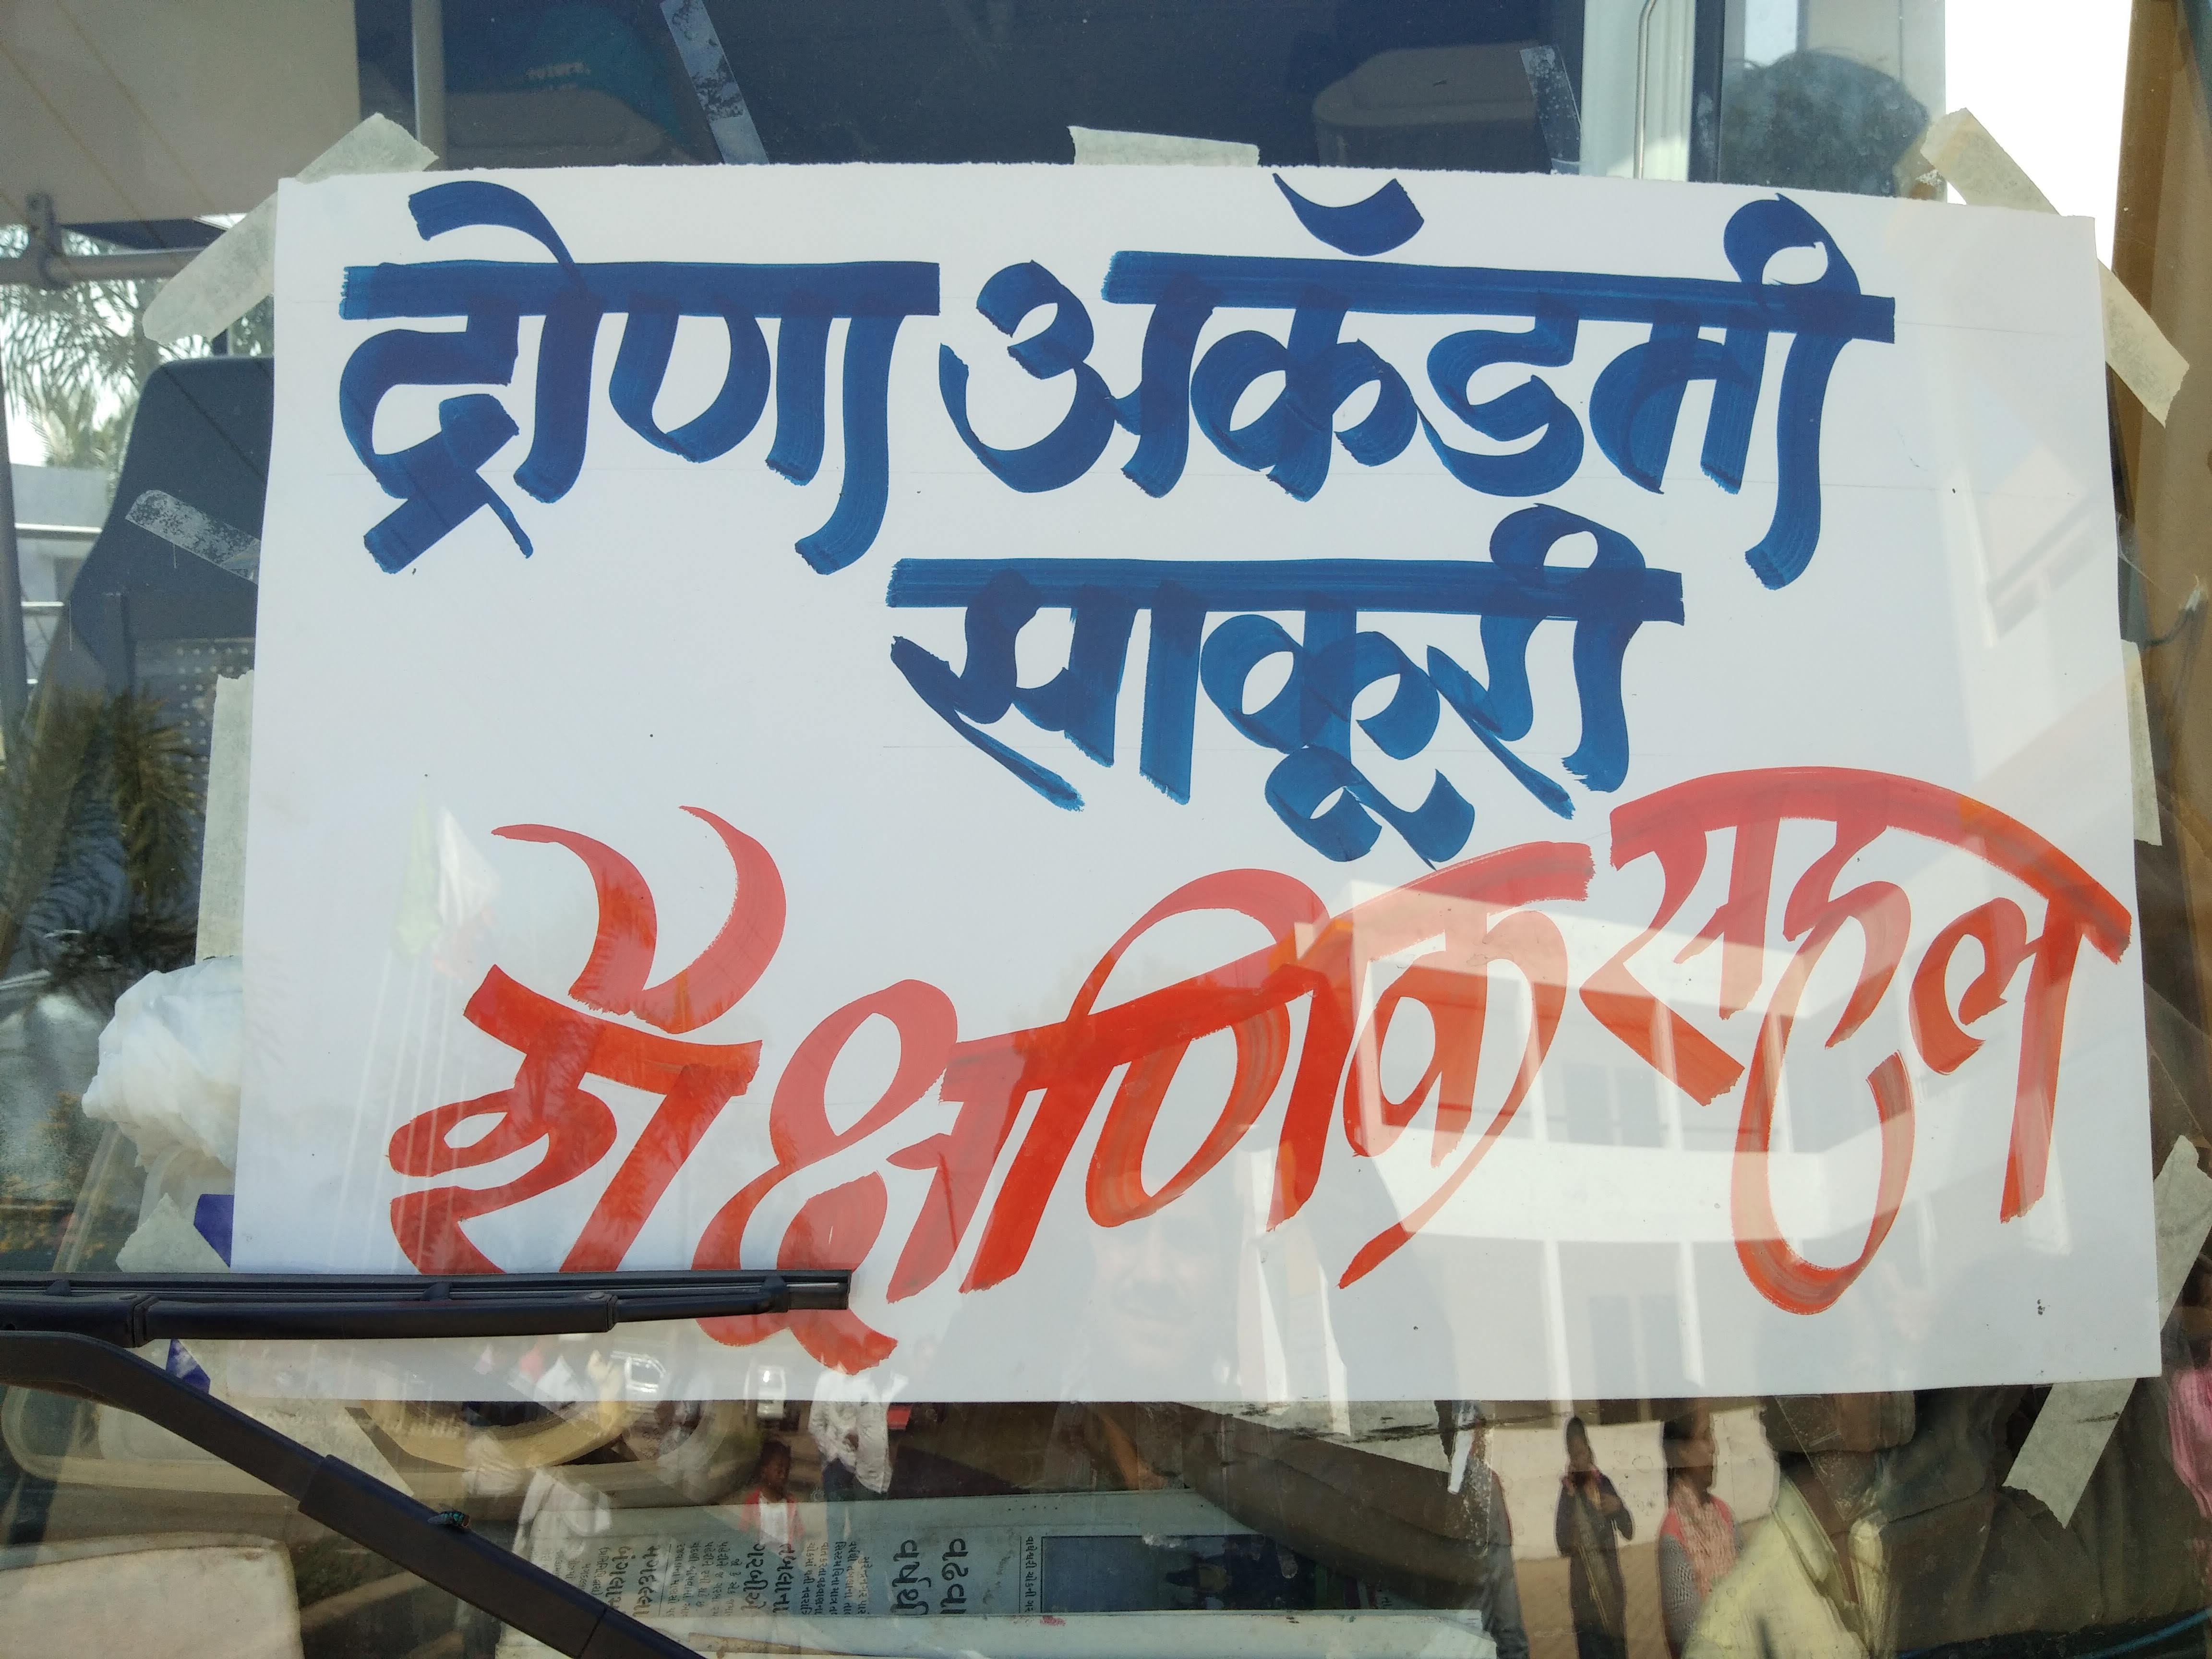 द्रोणा अकॅडमी
साकूरी
शैक्षणिक सहल